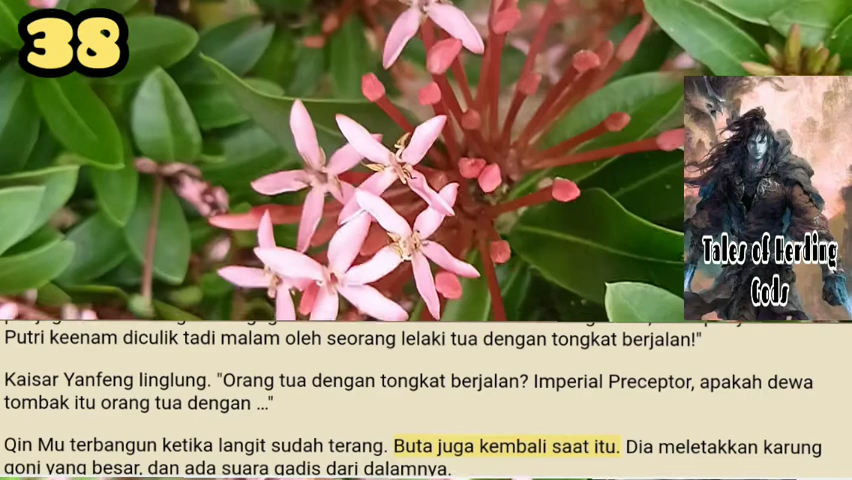 38
Tales of Herding
Gods
Putri keenam diculik tadi malam oleh seorang lelaki tua dengan tongkat berjalan!"
Kaisar Yanfeng linglung. "Orang tua dengan tongkat berjalan? Imperial Preceptor, apakah dewa
tombak itu orang tua dengan ..."
Qin Mu terbangun ketika langit sudah terang. Buta juga kembali saat itu. Dia meletakkan karung
goni yang besar, dan ada suara gadis dari dalamnya.